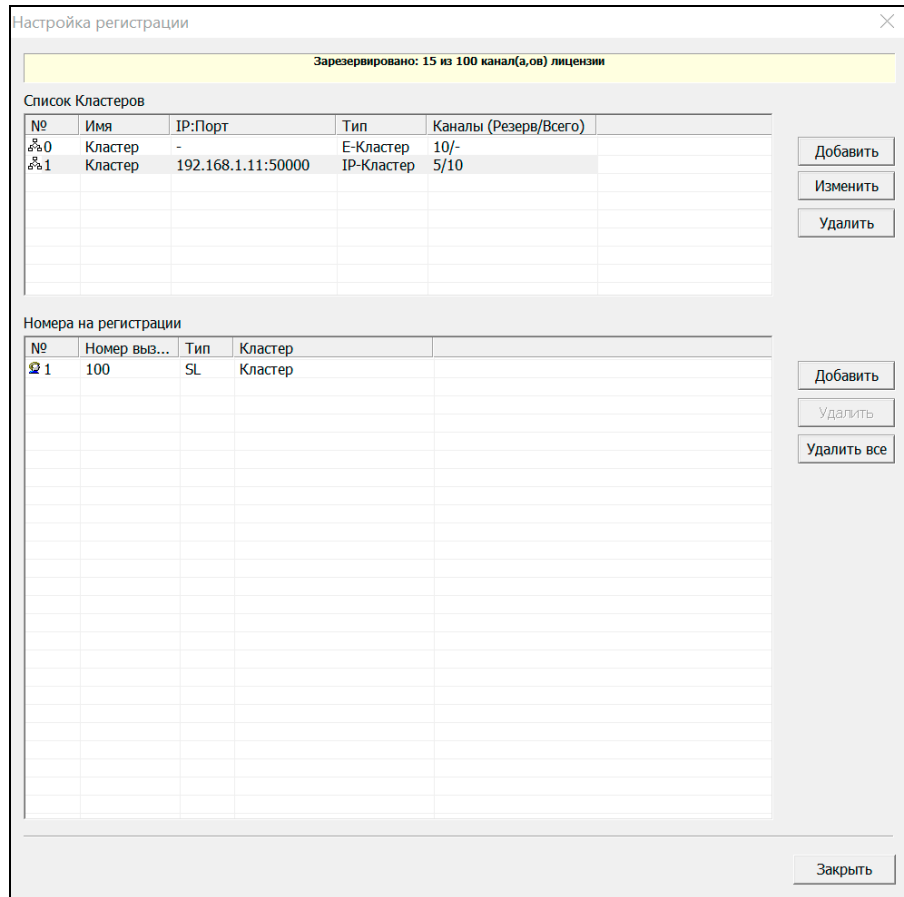 Настройка регистрации
Зарезервировано: 15 из 100 канал(а,ов) лицензии
Список Кластеров
№ Имя IP:Порт Тип Каналы (Резерв/Всего)
0 Кластер - E-Кластер 10/-
1 Кластер 192.168.1.11:50000 IP-Кластер 5/10
Добавить
Изменить
Удалить
Номера на регистрации
№ Номер выз... Тип Кластер
1 100 SL Кластер
Добавить
Удалить
Удалить все
Закрыть